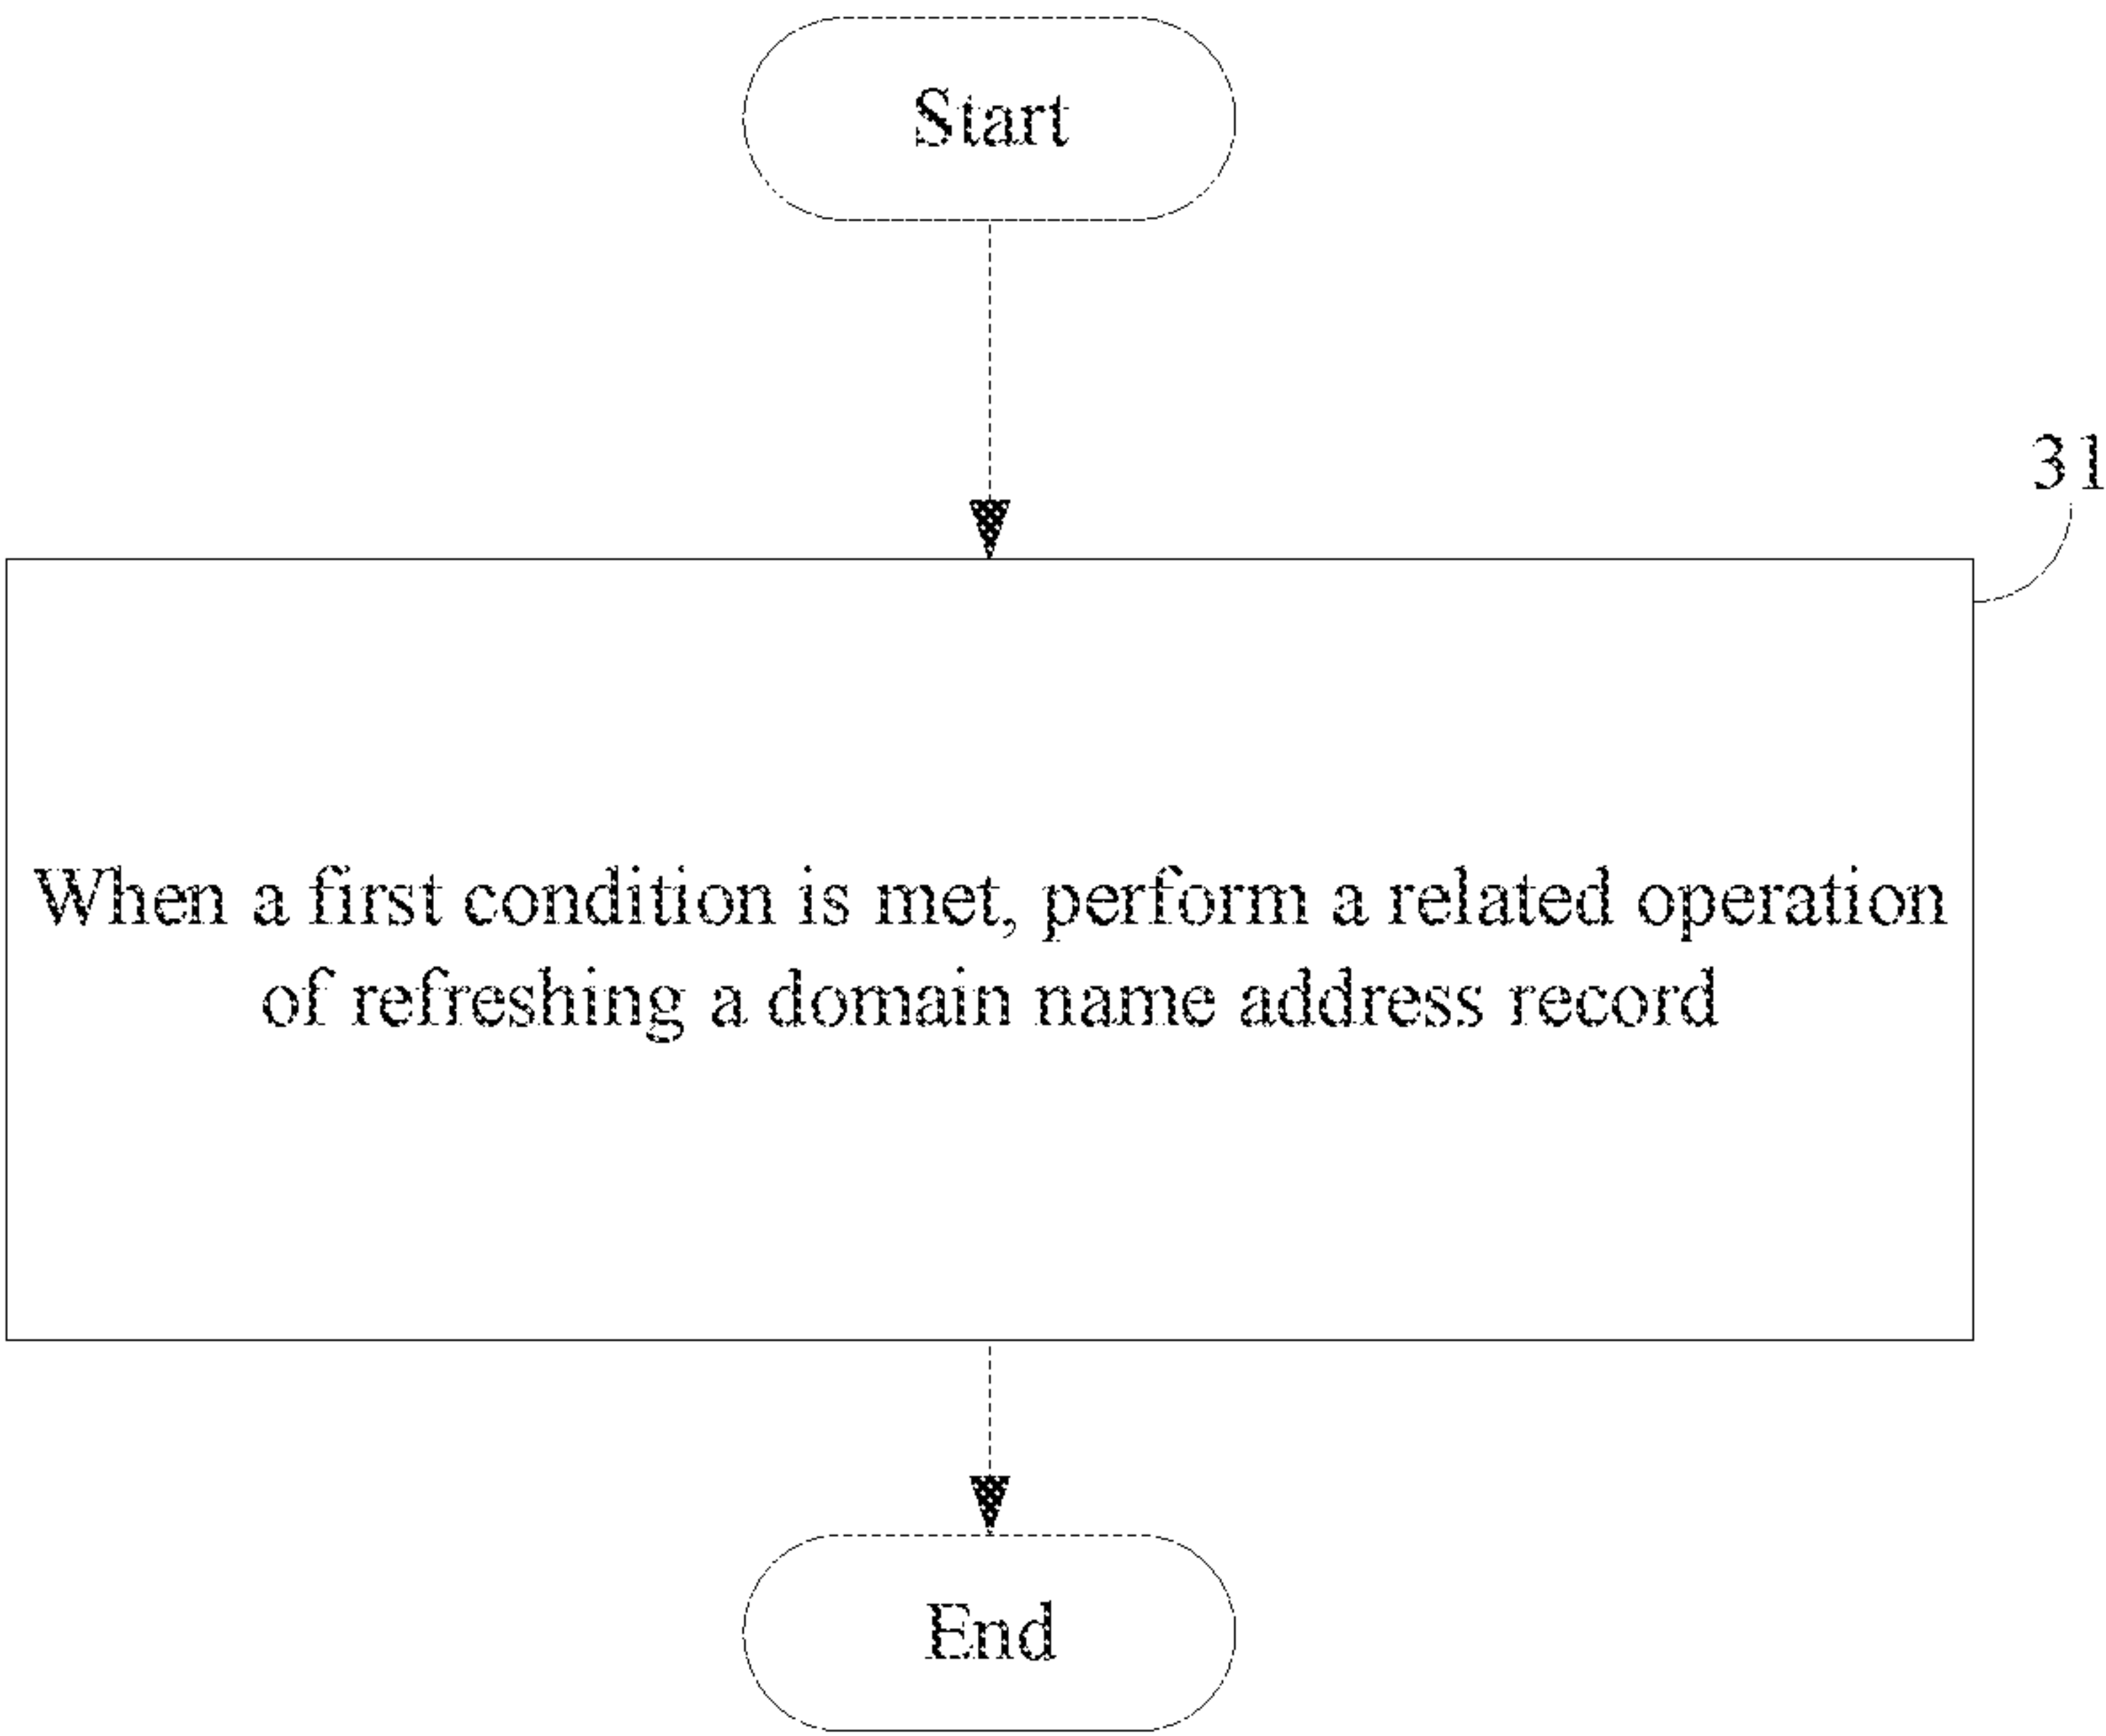 Start
31
When a first condition is met, perform a related operation
of refreshing a domain name address record
End